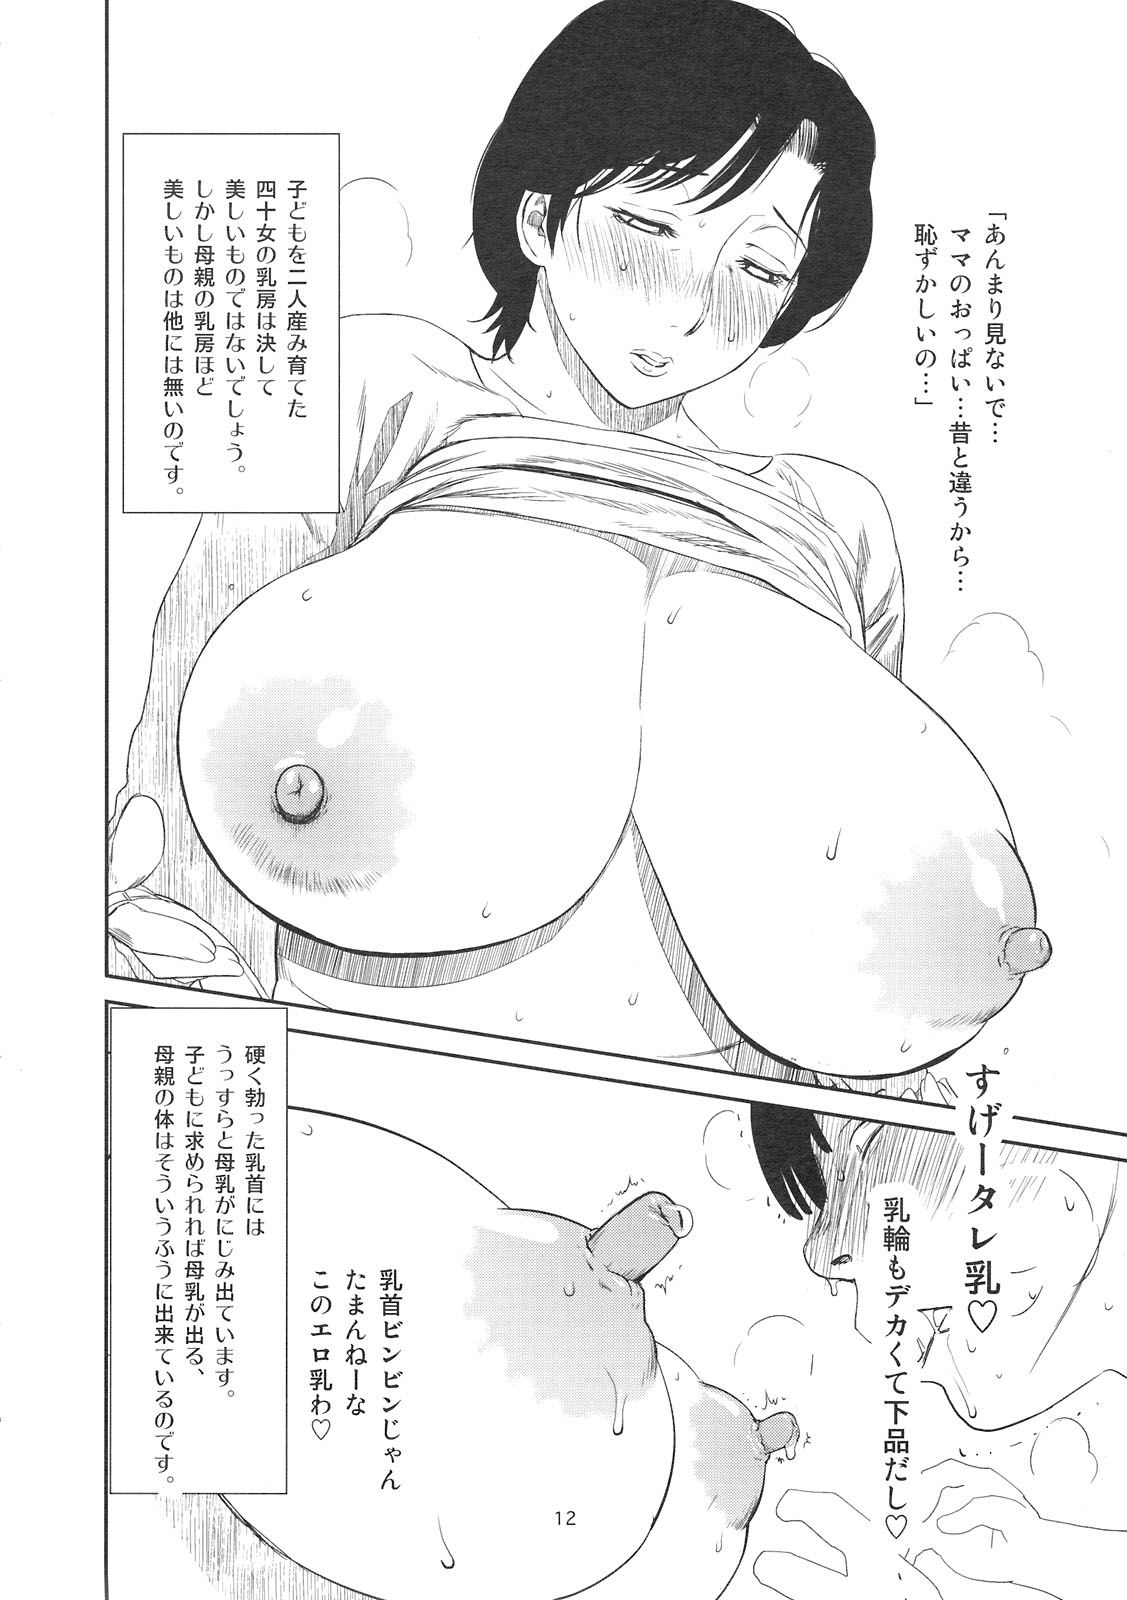 「あんまり見ないで…
ママのおっぱい…昔と違うから…
恥ずかしいの…」
子どもを二人産み育てた
四十女の乳房は決して
美しいものではないでしょう。
しかし母親の乳房ほど
美しいものは他には無いのです。
すげータレ乳♡
乳輪もデカくて下品だし♡
乳首ビンビンじゃん
たまんねーな
このエロ乳わ♡
硬く勃った乳首には
うっすらと母乳がにじみ出ています。
子どもに求められれば母乳が出る、
母親の体はそういうふうに出来ているのです。
12